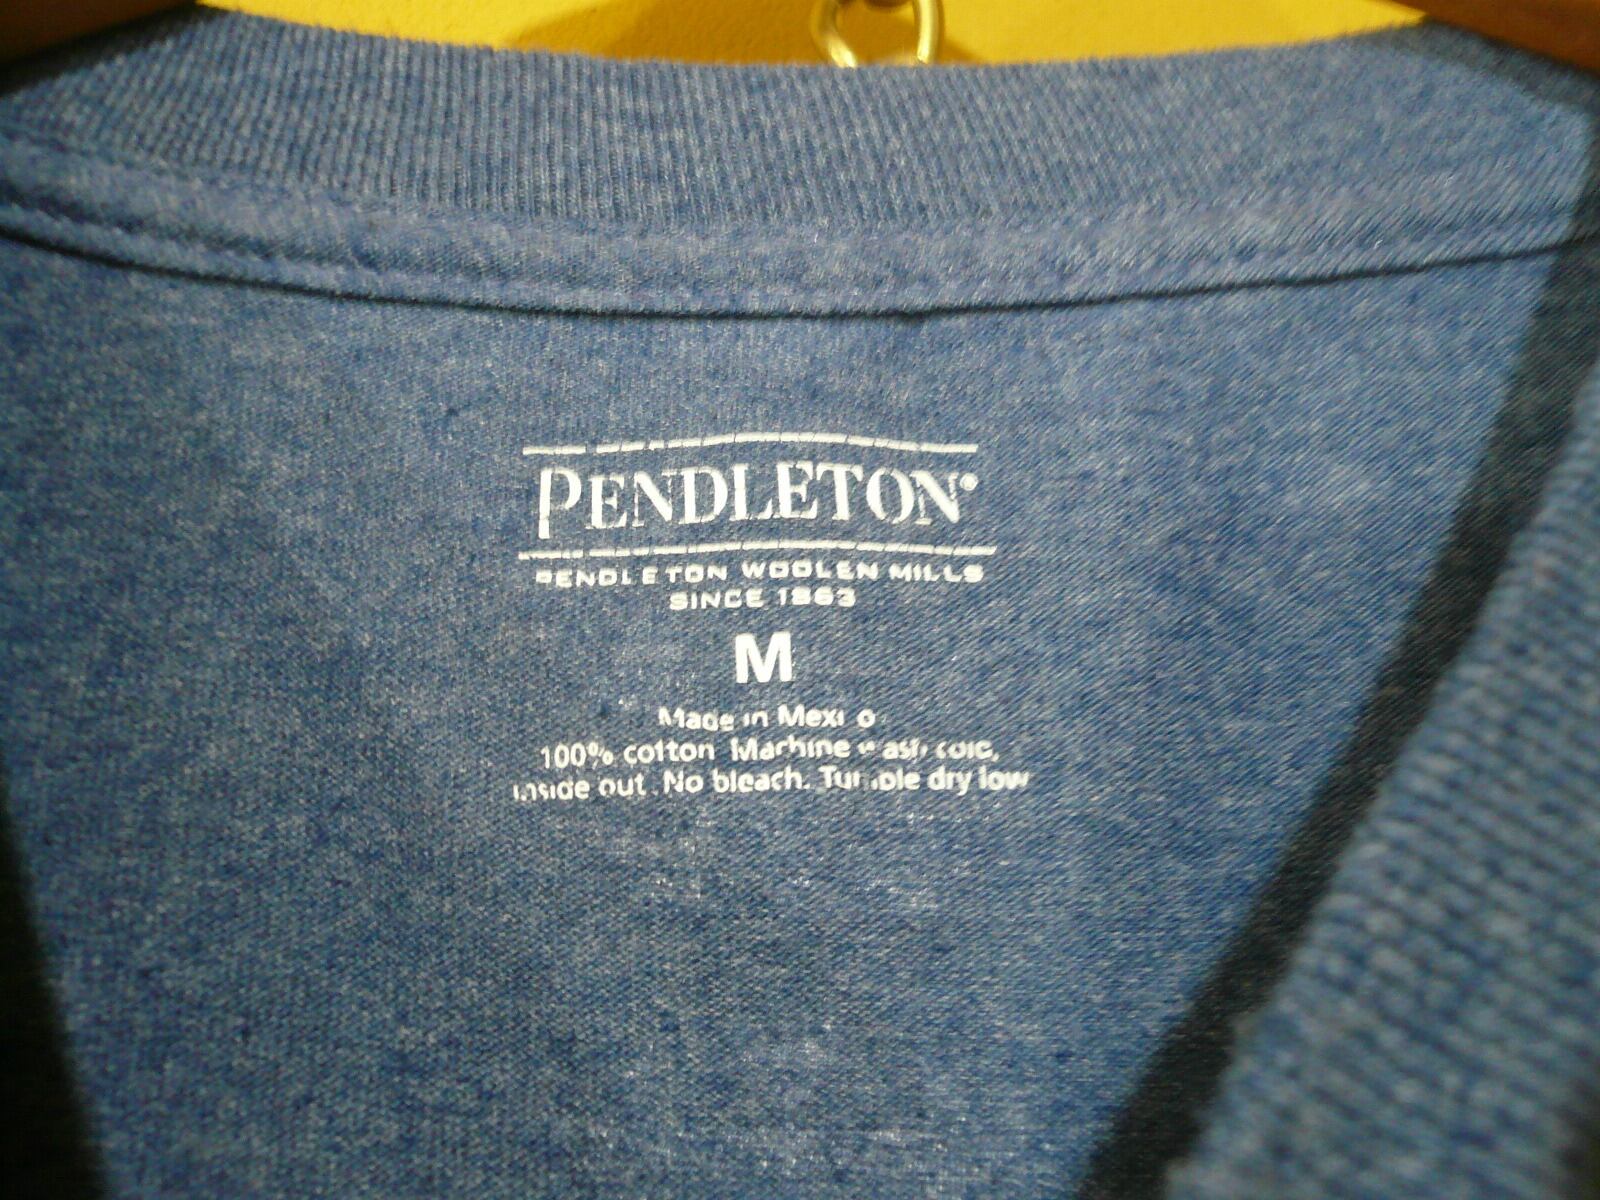 PENDLETON®
PENDLETON WOOLEN MILLS
SINCE 1863
M
Made in Mexico
100% cotton Machine wash cold,
inside out. No bleach. Tumble dry low